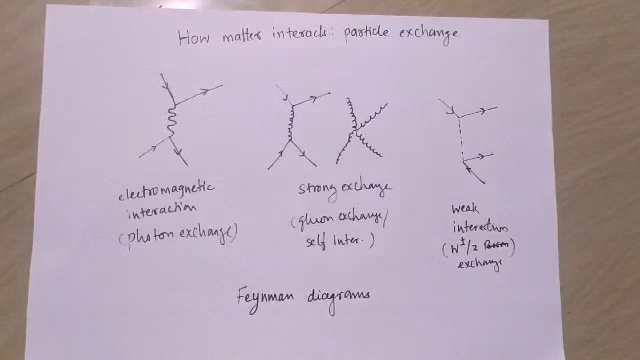 How matter interacts: particle exchange
electromagnetic
interaction
(photon exchange)
strong exchange
(gluon exchange/
self inter.)
weak
interaction
(W±/Z
exchange
Feynman diagrams